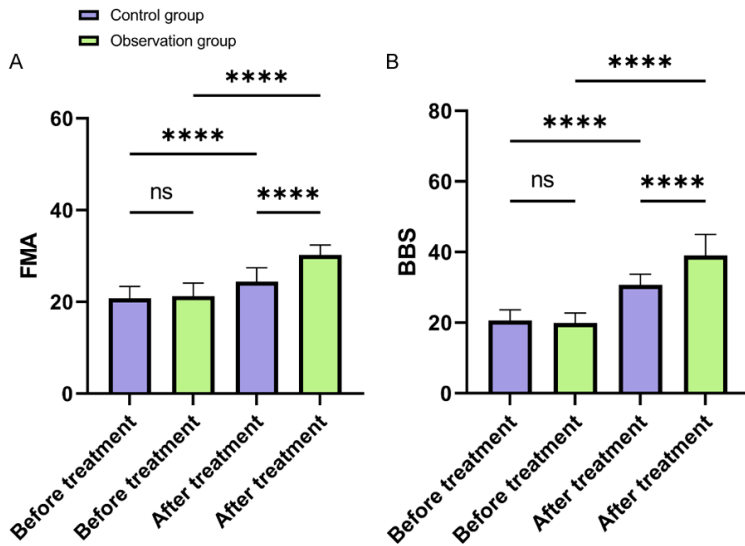 Control group
Observation group
A
****
****
ns
****
60
40
20
0
FMA
Before treatment
Before treatment
After treatment
After treatment
B
****
****
ns
****
80
60
40
20
0
BBS
Before treatment
Before treatment
After treatment
After treatment